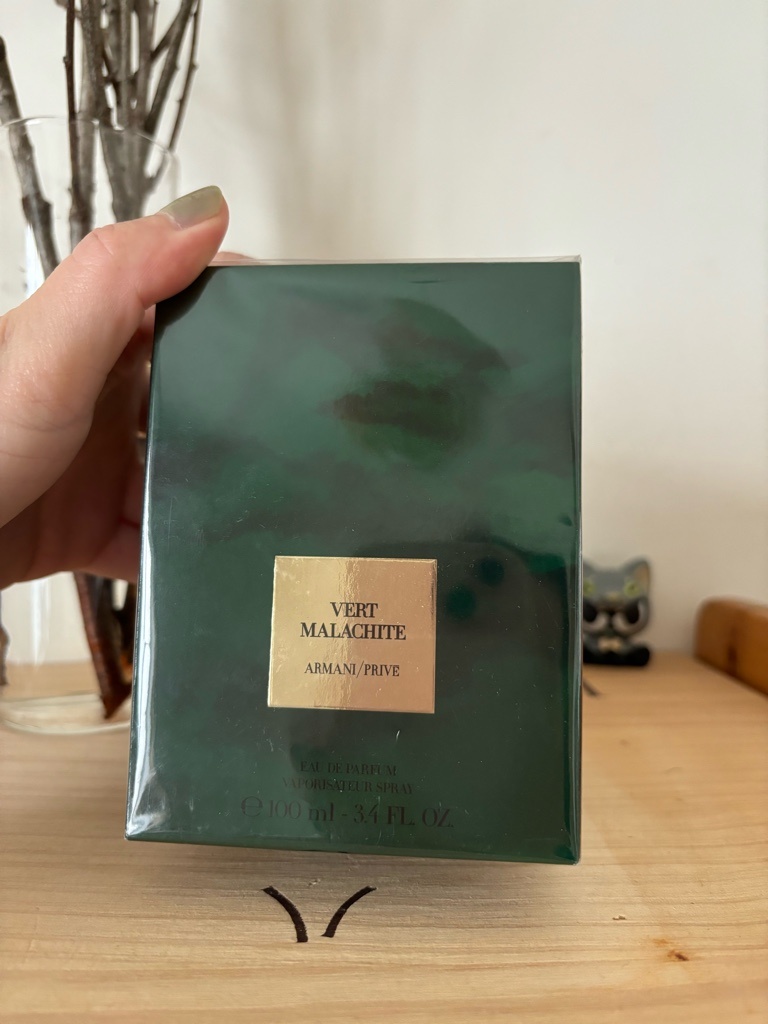 VERT
MALACHITE
ARMANI/PRIVE
EAU DE PARFUM
VAPORISATEUR SPRAY
℮ 100 ml - 3.4 FL. OZ.